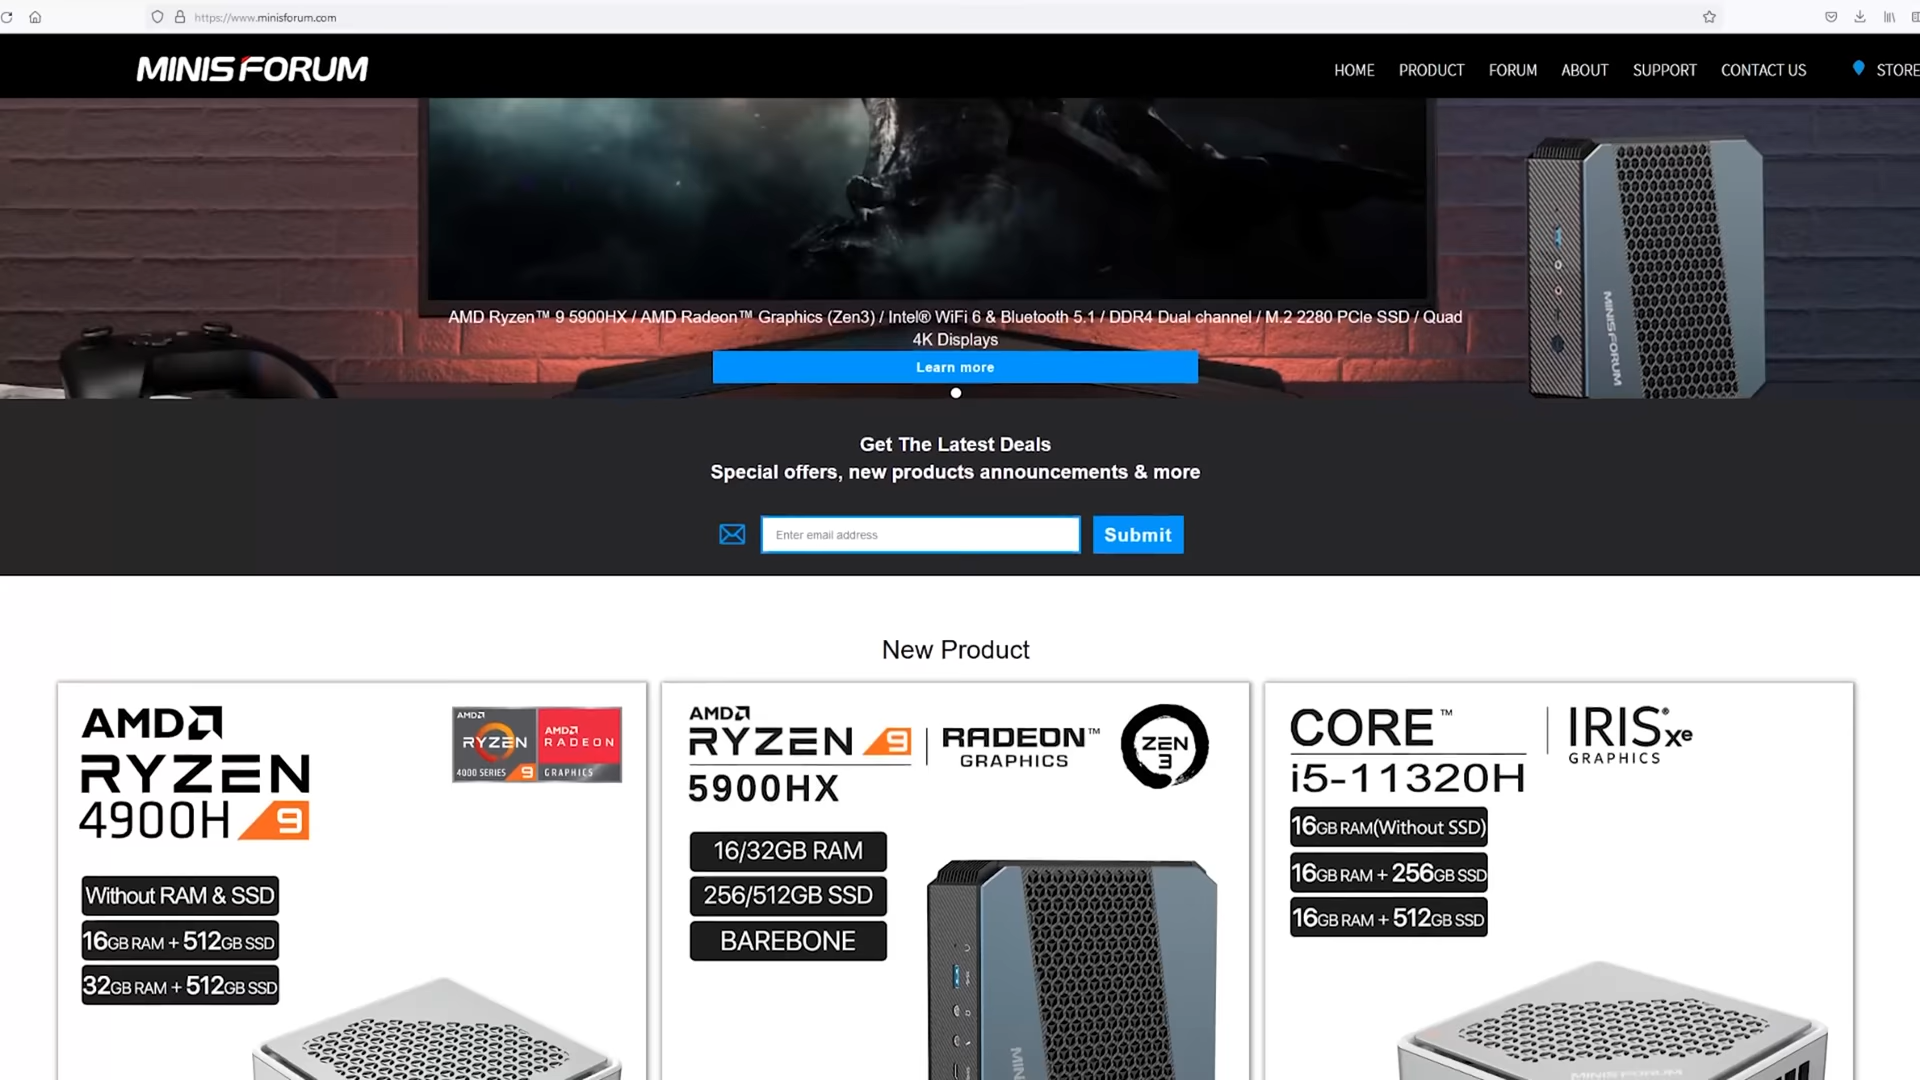 https://www.minisforum.com
MINISFORUM
HOME PRODUCT FORUM ABOUT SUPPORT CONTACT US STORE
MINISFORUM
AMD Ryzen™ 9 5900HX / AMD Radeon™ Graphics (Zen3) / Intel® WiFi 6 & Bluetooth 5.1 / DDR4 Dual channel / M.2 2280 PCIe SSD / Quad
4K Displays
Learn more
Get The Latest Deals
Special offers, new products announcements & more
Enter email address
Submit
New Product
AMD
RYZEN
4900H 9
AMD
RYZEN
4000 SERIES 9
AMD
RADEON
GRAPHICS
Without RAM & SSD
16GB RAM + 512GB SSD
32GB RAM + 512GB SSD
AMD
RYZEN 9
5900HX
RADEON™
GRAPHICS
ZEN
3
16/32GB RAM
256/512GB SSD
BAREBONE
MINI
CORE™
i5-11320H
IRIS® Xe
GRAPHICS
16GB RAM(Without SSD)
16GB RAM + 256GB SSD
16GB RAM + 512GB SSD
MINISFORUM